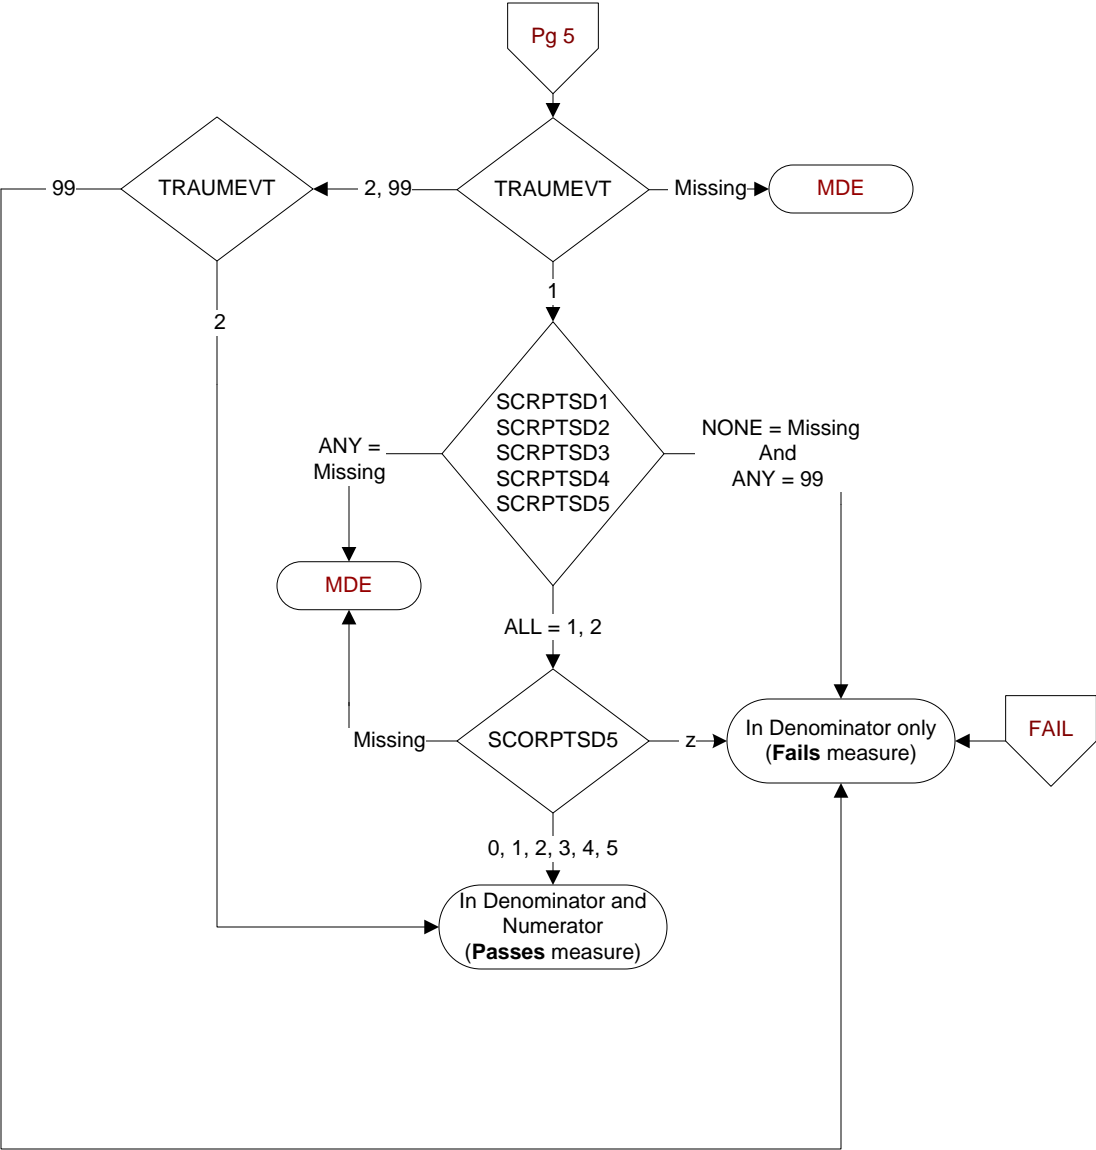 Pg 5
TRAUMEVT
99
2, 99
TRAUMEVT
Missing
MDE
2
1
SCRPTSD1
SCRPTSD2
SCRPTSD3
SCRPTSD4
SCRPTSD5
ANY =
Missing
NONE = Missing
And
ANY = 99
MDE
ALL = 1, 2
Missing
SCORPTSD5
z
In Denominator only
(Fails measure)
FAIL
0, 1, 2, 3, 4, 5
In Denominator and
Numerator
(Passes measure)